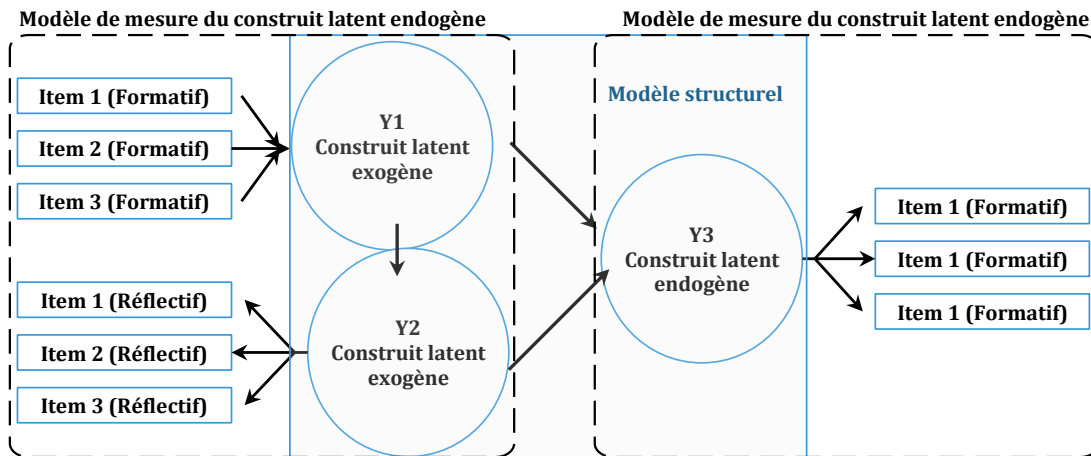 Modèle de mesure du construit latent endogène
Modèle de mesure du construit latent endogène
Item 1 (Formatif)
Item 2 (Formatif)
Item 3 (Formatif)
Y1
Construit latent
exogène
Item 1 (Réflectif)
Item 2 (Réflectif)
Item 3 (Réflectif)
Y2
Construit latent
exogène
Modèle structurel
Y3
Construit latent
endogène
Item 1 (Formatif)
Item 1 (Formatif)
Item 1 (Formatif)